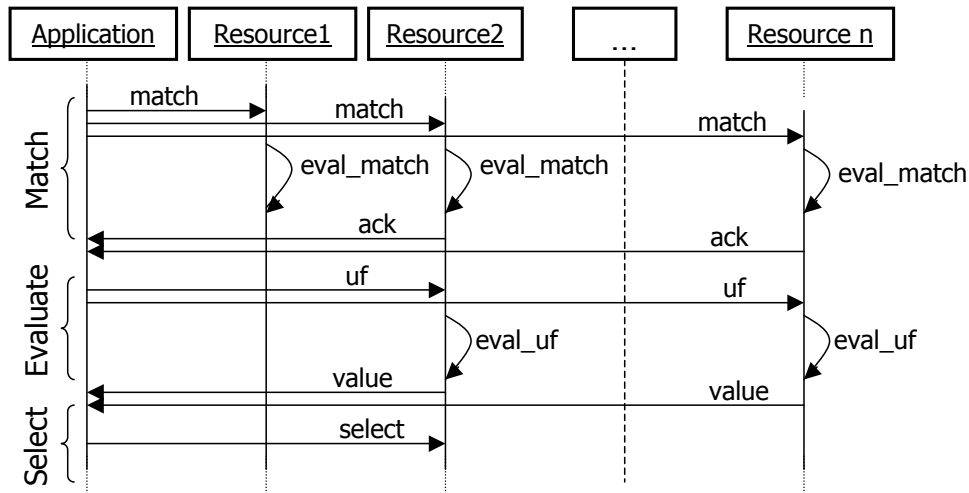 Application
Resource1
Resource2
...
Resource n
Match
match
match
match
eval_match
eval_match
eval_match
ack
ack
Evaluate
uf
uf
eval_uf
eval_uf
value
value
Select
select